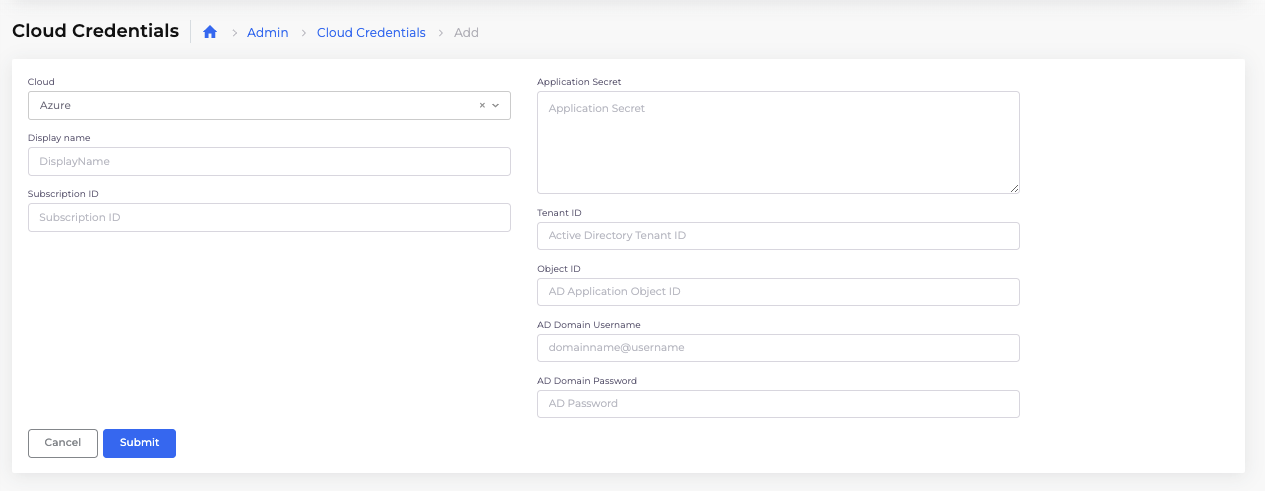 Cloud Credentials
Admin
Cloud Credentials
Add
Cloud
Azure
Display name
DisplayName
Subscription ID
Subscription ID
Application Secret
Application Secret
Tenant ID
Active Directory Tenant ID
Object ID
AD Application Object ID
AD Domain Username
domainname@username
AD Domain Password
AD Password
Cancel
Submit